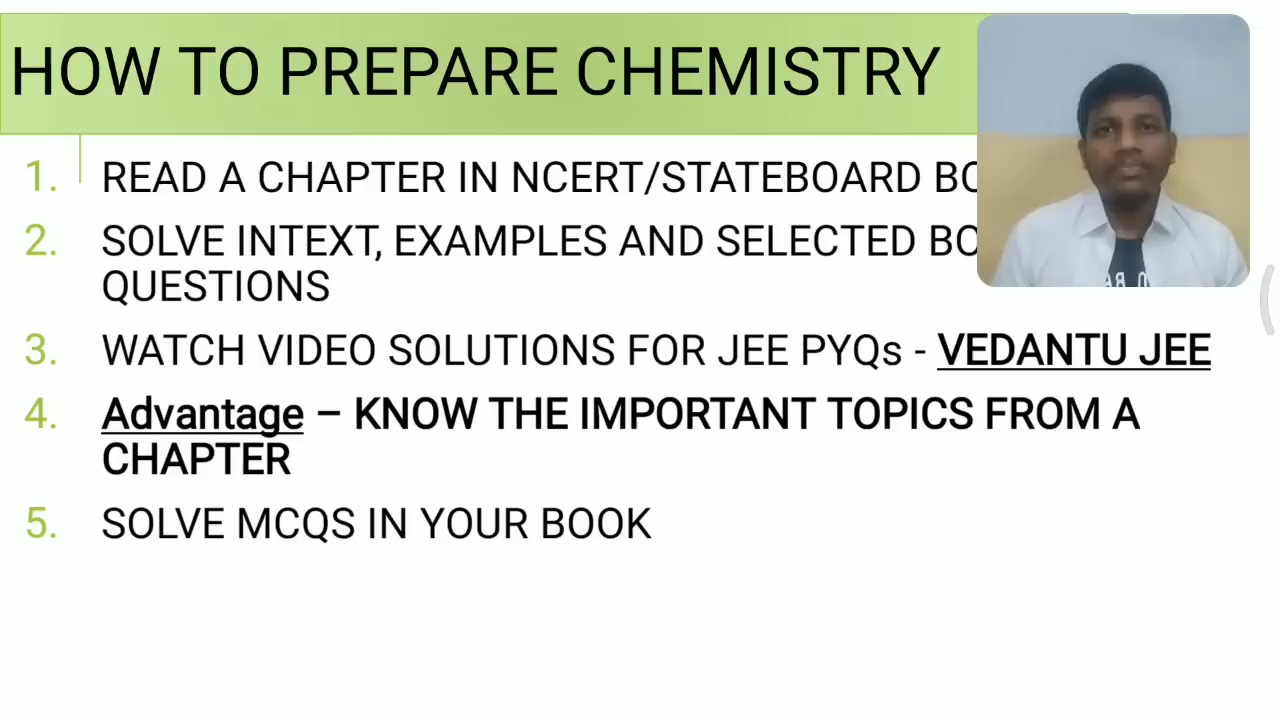 HOW TO PREPARE CHEMISTRY
1. READ A CHAPTER IN NCERT/STATEBOARD
2. SOLVE INTEXT, EXAMPLES AND SELECTED
QUESTIONS
3. WATCH VIDEO SOLUTIONS FOR JEE PYQs - VEDANTU JEE
4. Advantage – KNOW THE IMPORTANT TOPICS FROM A
CHAPTER
5. SOLVE MCQS IN YOUR BOOK